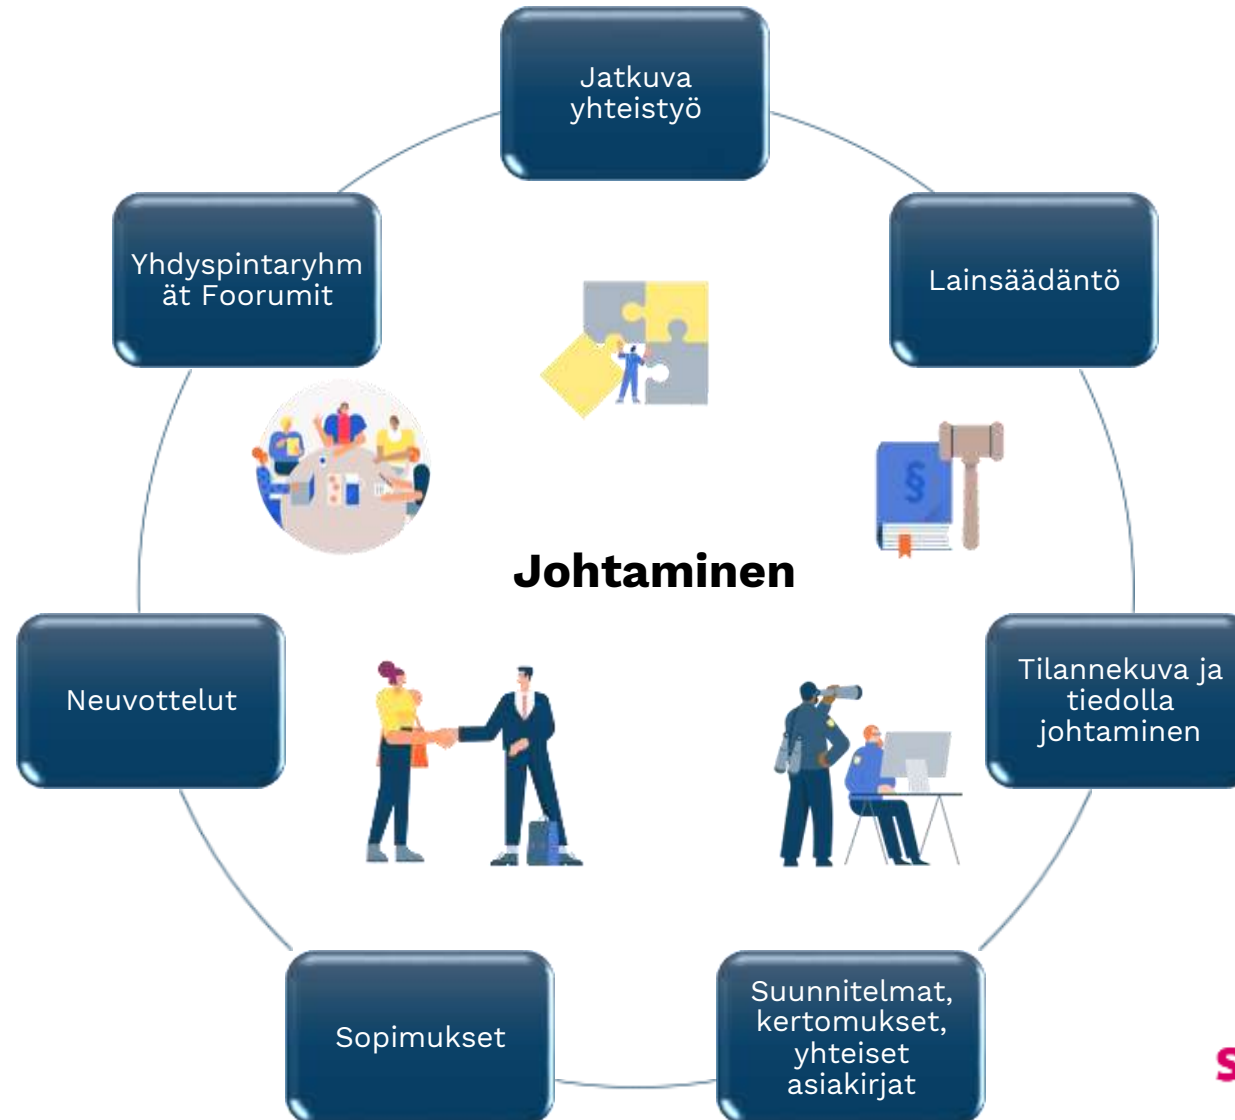 Jatkuva
yhteistyö
Lainsäädäntö
Tilannekuva ja
tiedolla
johtaminen
Suunnitelmat,
kertomukset,
yhteiset
asiakirjat
Sopimukset
Neuvottelut
Yhdyspintaryhm
ät Foorumit
§
Johtaminen
s